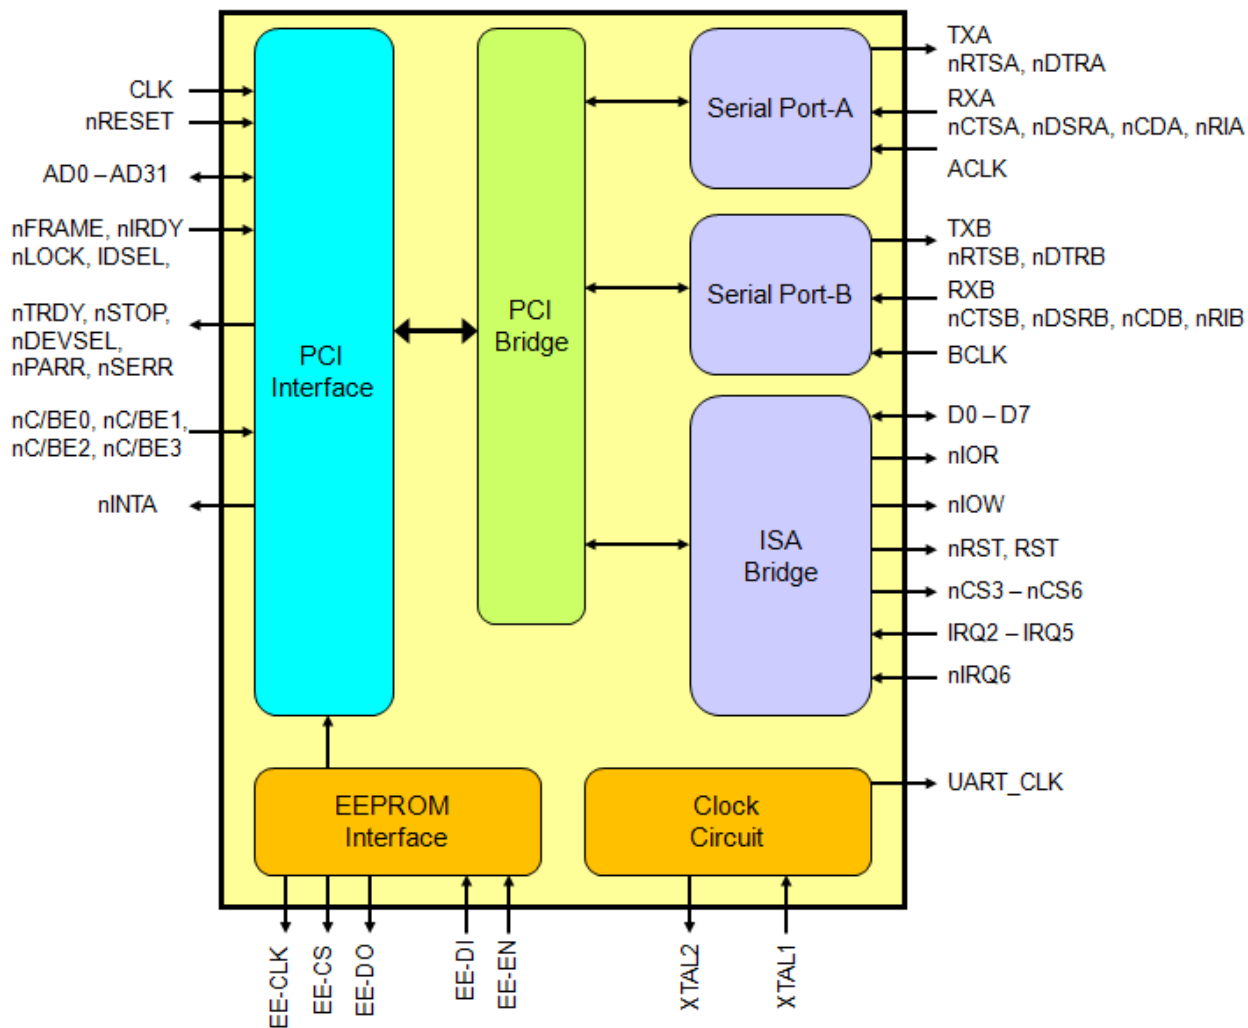 CLK
nRESET
AD0 – AD31
nFRAME, nIRDY
nLOCK, IDSEL,
nTRDY, nSTOP,
nDEVSEL,
nPARR, nSERR
nC/BE0, nC/BE1,
nC/BE2, nC/BE3
nINTA
PCI
Interface
PCI
Bridge
Serial Port-A
Serial Port-B
ISA
Bridge
EEPROM
Interface
Clock
Circuit
TXA
nRTSA, nDTRA
RXA
nCTSA, nDSRA, nCDA, nRIA
ACLK
TXB
nRTSB, nDTRB
RXB
nCTSB, nDSRB, nCDB, nRIB
BCLK
D0 – D7
nIOR
nIOW
nRST, RST
nCS3 – nCS6
IRQ2 – IRQ5
nIRQ6
UART_CLK
EE-CLK
EE-CS
EE-DO
EE-DI
EE-EN
XTAL2
XTAL1